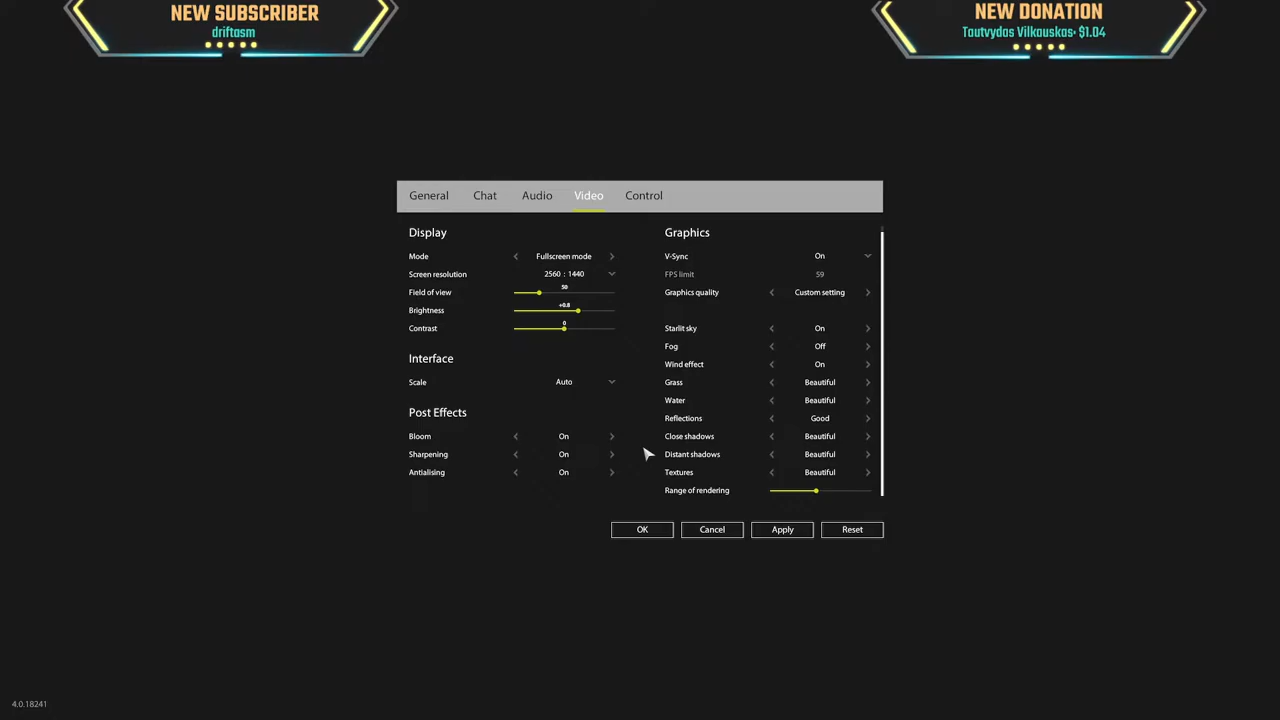 NEW SUBSCRIBER
driftasm
NEW DONATION
Tautvydas Vilkauskas• $1.04
General Chat Audio Video Control
Display
Mode Fullscreen mode
Screen resolution 2560 : 1440
Field of view 50
Brightness +0.8
Contrast 0
Interface
Scale Auto
Post Effects
Bloom On
Sharpening On
Antialising On
Graphics
V-Sync On
FPS limit 59
Graphics quality Custom setting
Starlit sky On
Fog Off
Wind effect On
Grass Beautiful
Water Beautiful
Reflections Good
Close shadows Beautiful
Distant shadows Beautiful
Textures Beautiful
Range of rendering
OK Cancel Apply Reset
4.0.18241